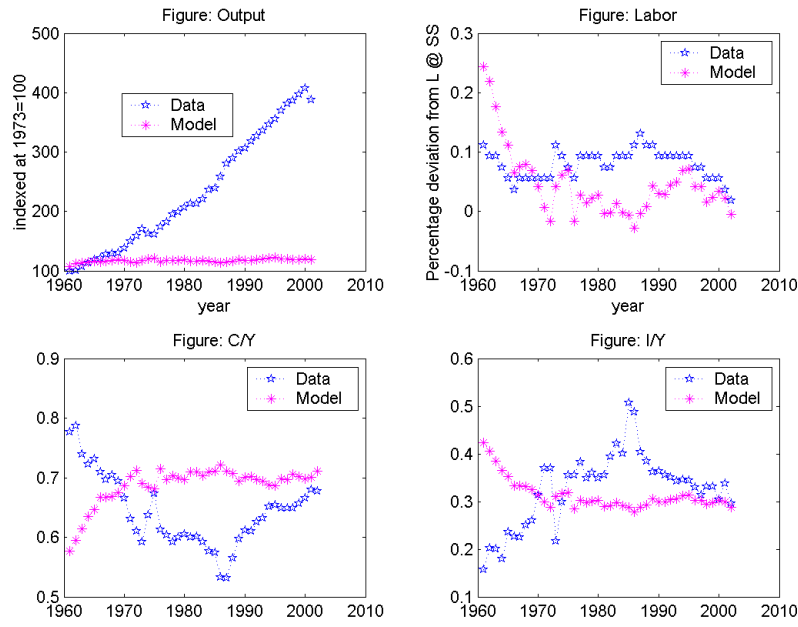 Figure: Output
500
400
300
200
100
1960
1970
1980
1990
2000
2010
indexed at 1973=100
year
Data
Model
Figure: Labor
0.3
0.2
0.1
0
-0.1
1960
1970
1980
1990
2000
2010
Percentage deviation from L @ SS
year
Data
Model
Figure: C/Y
0.9
0.8
0.7
0.6
0.5
1960
1970
1980
1990
2000
2010
Data
Model
Figure: I/Y
0.6
0.5
0.4
0.3
0.2
0.1
1960
1970
1980
1990
2000
2010
Data
Model